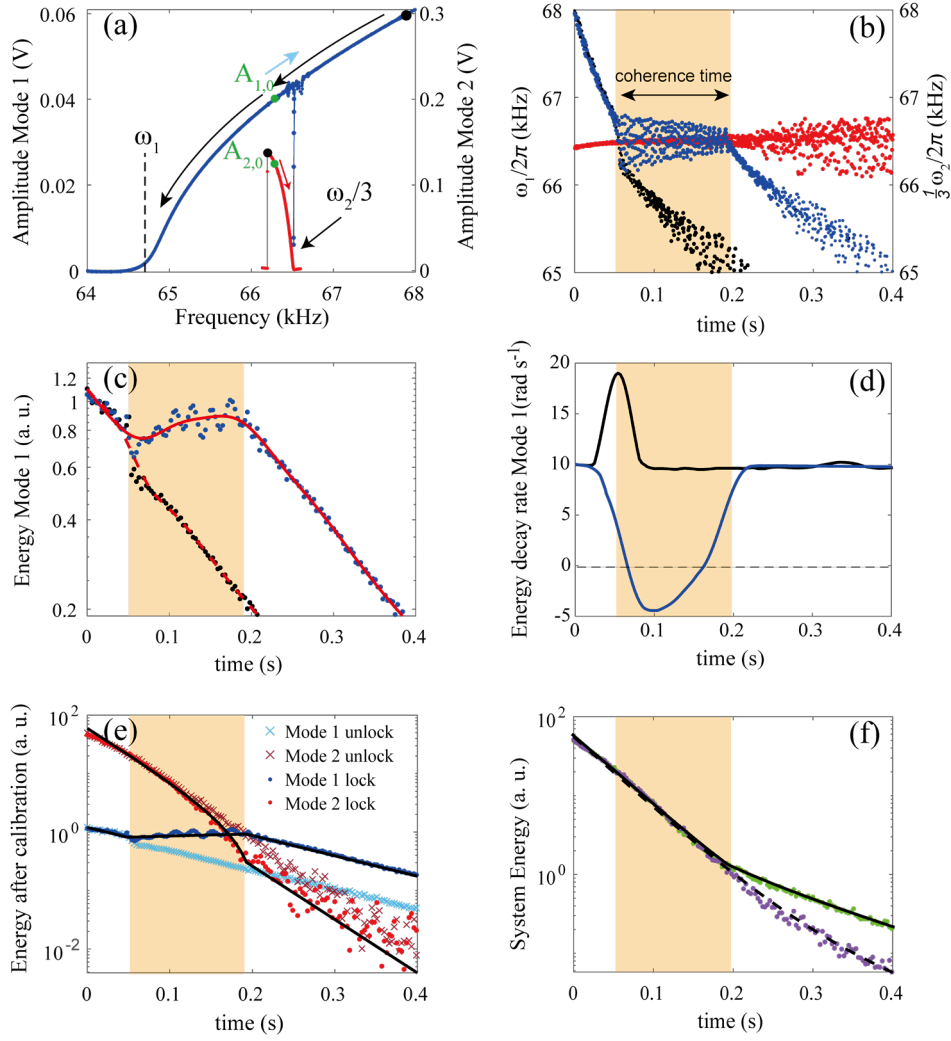 (a)
0.06
0.04
0.02
0
Amplitude Mode 1 (V)
0.3
0.2
0.1
0
Amplitude Mode 2 (V)
A1,0
A2,0
ω1
ω2/3
64 65 66 67 68
Frequency (kHz)
(b)
68
67
66
65
ω1/2π (kHz)
68
67
66
65
1/3 ω2/2π (kHz)
coherence time
0 0.1 0.2 0.3 0.4
time (s)
(c)
1.2
1.0
0.8
0.6
0.4
0.2
Energy Mode 1 (a. u.)
0 0.1 0.2 0.3 0.4
time (s)
(d)
20
15
10
5
0
-5
Energy decay rate Mode 1(rad s-1)
0 0.1 0.2 0.3 0.4
time (s)
(e)
10^2
10^0
10^-2
Energy after calibration (a. u.)
Mode 1 unlock
Mode 2 unlock
Mode 1 lock
Mode 2 lock
0 0.1 0.2 0.3 0.4
time (s)
(f)
10^2
10^0
System Energy (a. u.)
0 0.1 0.2 0.3 0.4
time (s)